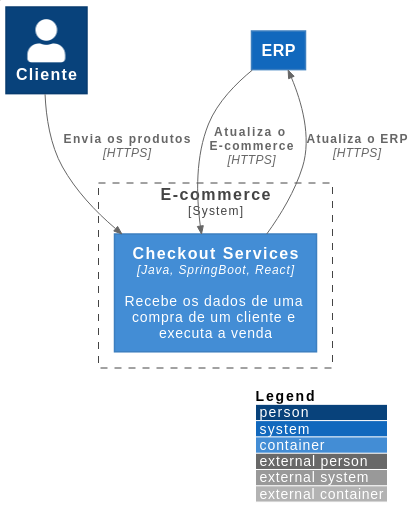 Cliente
ERP
Envia os produtos
[HTTPS]
Atualiza o
E-commerce
[HTTPS]
Atualiza o ERP
[HTTPS]
E-commerce
[System]
Checkout Services
[Java, SpringBoot, React]
Recebe os dados de uma
compra de um cliente e
executa a venda
Legend
person
system
container
external person
external system
external container